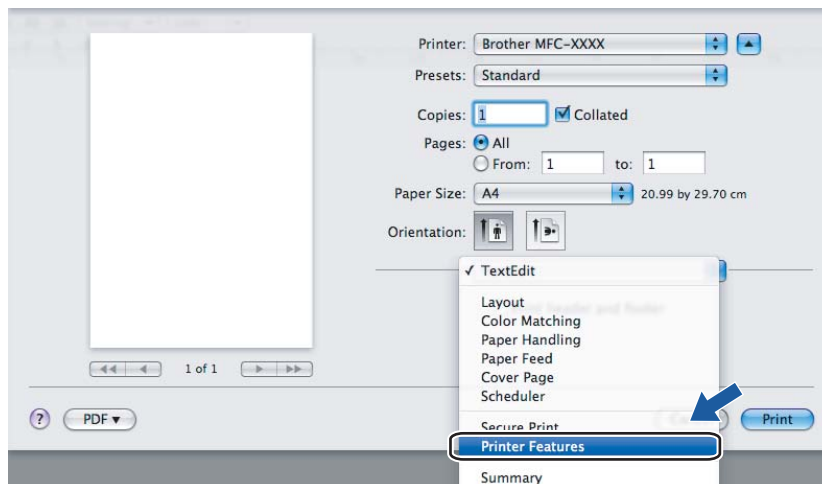 Printer: Brother MFC-XXXX
Presets: Standard
Copies: 1 Collated
Pages: All
From: 1 to: 1
Paper Size: A4 20.99 by 29.70 cm
Orientation:
✓ TextEdit
Layout
Color Matching
Paper Handling
Paper Feed
Cover Page
Scheduler
Secure Print
Printer Features
Summary
1 of 1
? PDF ▼ Print